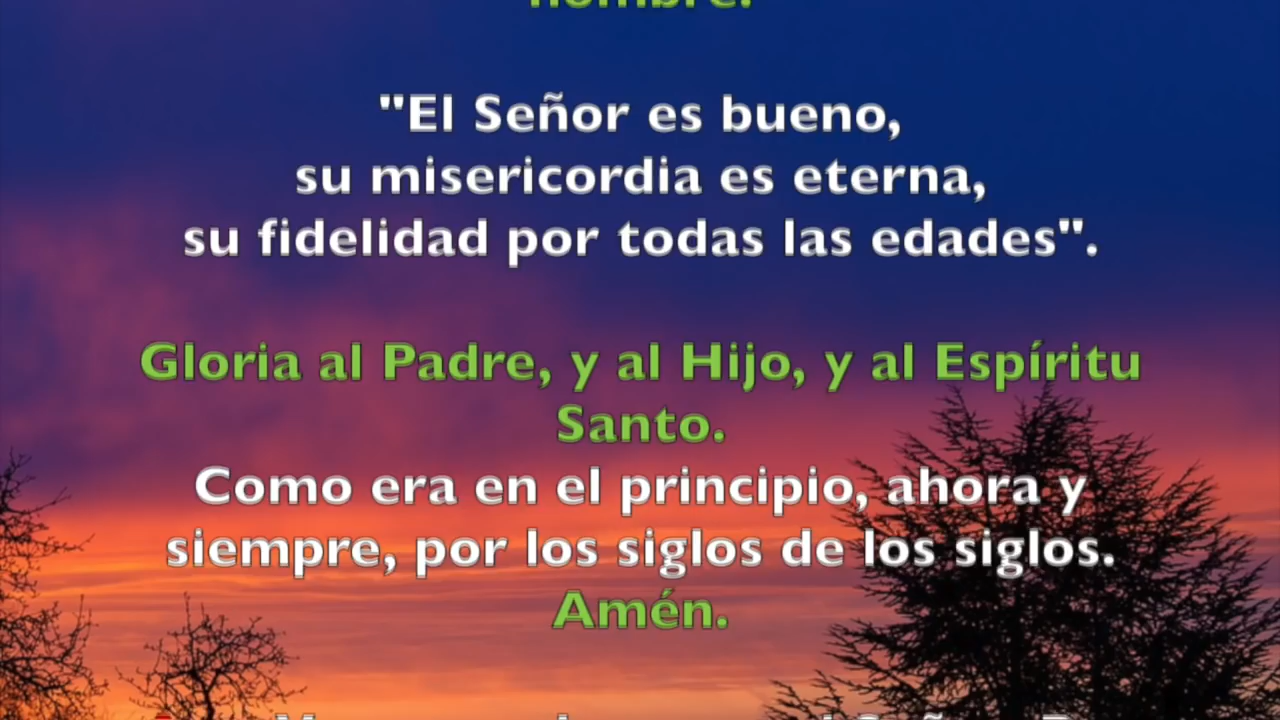 nombre.
"El Señor es bueno,
su misericordia es eterna,
su fidelidad por todas las edades".
Gloria al Padre, y al Hijo, y al Espíritu
Santo.
Como era en el principio, ahora y
siempre, por los siglos de los siglos.
Amén.